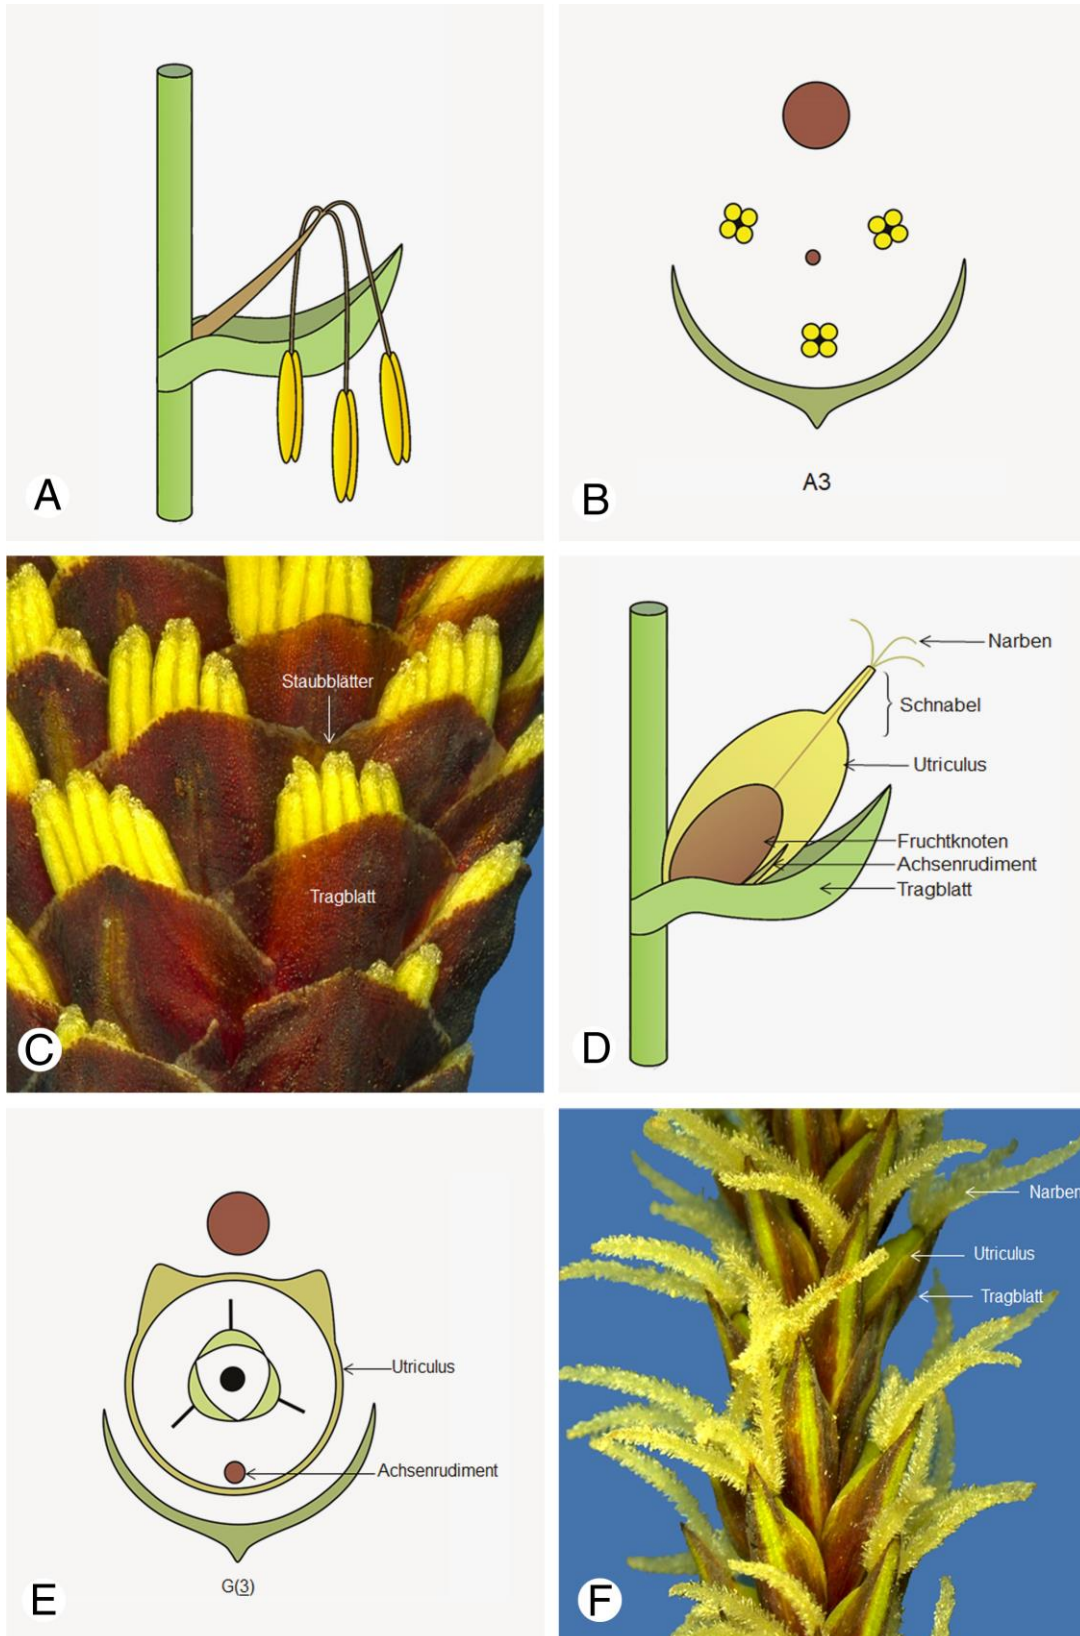 A
B
A3
Staubblätter
Tragblatt
C
Narben
Schnabel
Utriculus
Fruchtknoten
Achsenrudiment
Tragblatt
D
Utriculus
Achsenrudiment
G(3)
E
Narben
Utriculus
Tragblatt
F